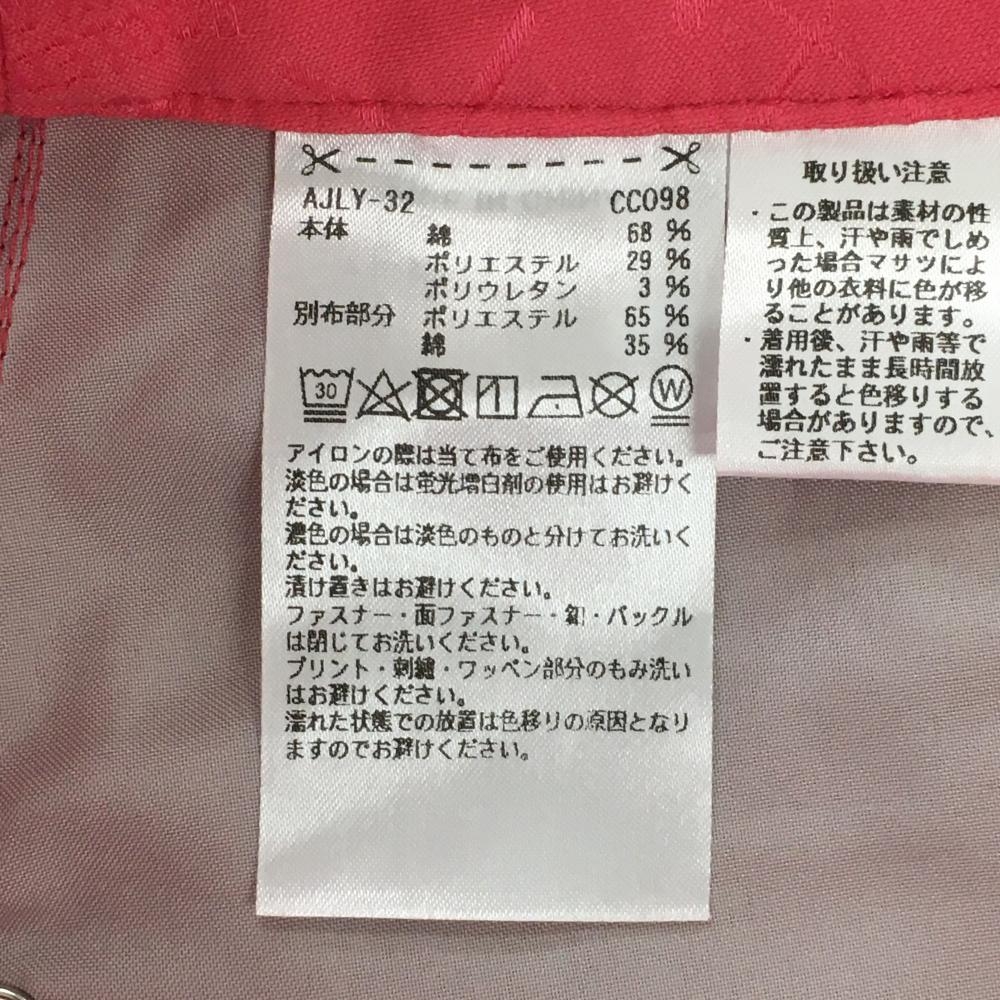 AJLY-32 CC098
本体 綿 68 %
ポリエステル 29 %
ポリウレタン 3 %
別布部分 ポリエステル 65 %
綿 35 %
30
W
アイロンの際は当て布をご使用ください。
淡色の場合は蛍光増白剤の使用はお避けく
ださい。
濃色の場合は淡色のものと分けてお洗いく
ださい。
漬け置きはお避けください。
ファスナー・面ファスナー・釦・バックル
は閉じてお洗いください。
プリント・刺繍・ワッペン部分のもみ洗い
はお避けください。
濡れた状態での放置は色移りの原因となり
ますのでお避けください。
取り扱い注意
・この製品は素材の性
質上、汗や雨でしめ
った場合マサツによ
り他の衣料に色が移
ることがあります。
・着用後、汗や雨等で
濡れたまま長時間放
置すると色移りする
場合がありますので、
ご注意下さい。